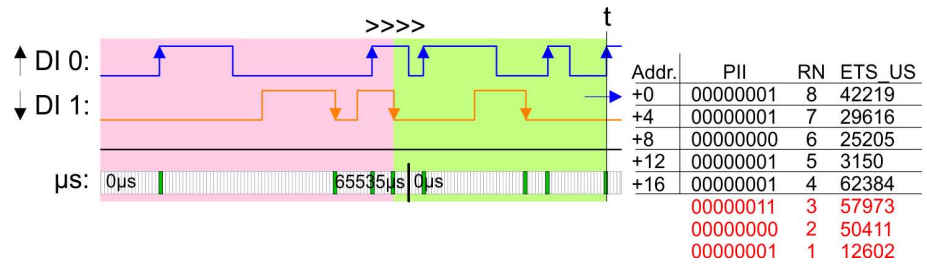 >>>> t
DI 0:
DI 1:
µs: 0µs 65535µs 0µs
Addr. PII RN ETS_US
+0 00000001 8 42219
+4 00000001 7 29616
+8 00000000 6 25205
+12 00000001 5 3150
+16 00000001 4 62384
00000011 3 57973
00000000 2 50411
00000001 1 12602